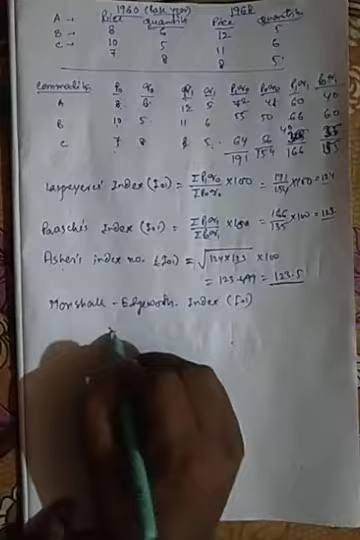 1960 (base year) 1968
Price quantity Price quantity
A → 8 6 12 5
B → 10 5 11 6
C → 7 8 8 5
Commodity P₀ q₀ P₁ q₁ P₁q₀ P₀q₀ P₁q₁ P₀q₁
A 8 6 12 5 72 48 60 40
B 10 5 11 6 55 50 66 60
C 7 8 8 5 64 56 40 35
191 154 166 135
Laspeyere's Index (I₀₁) = ΣP₁q₀/ΣP₀q₀ × 100 = 191/154 × 100 = 124
Paasche's Index (I₀₁) = ΣP₁q₁/ΣP₀q₁ × 100 = 166/135 × 100 = 123
index no. (I₀₁) = √124×123 × 100
= 123.499 = 123.5
Marshall - Edgeworth. Index (I₀₁)